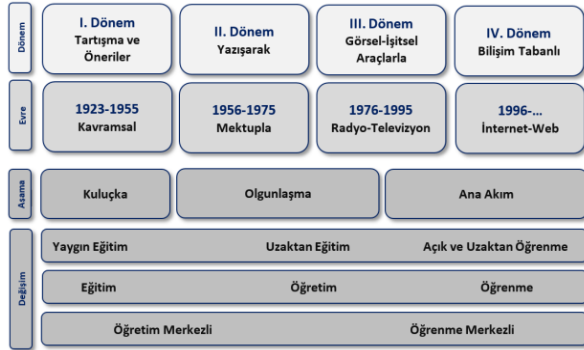 Dönem
I. Dönem
Tartışma ve
Öneriler
II. Dönem
Yazışarak
III. Dönem
Görsel-İşitsel
Araçlarla
IV. Dönem
Bilişim Tabanlı
Evre
1923-1955
Kavramsal
1956-1975
Mektupla
1976-1995
Radyo-Televizyon
1996-...
İnternet-Web
Aşama
Kuluçka
Olgunlaşma
Ana Akım
Değişim
Yaygın Eğitim
Uzaktan Eğitim
Açık ve Uzaktan Öğrenme
Eğitim
Öğretim
Öğrenme
Öğretim Merkezli
Öğrenme Merkezli